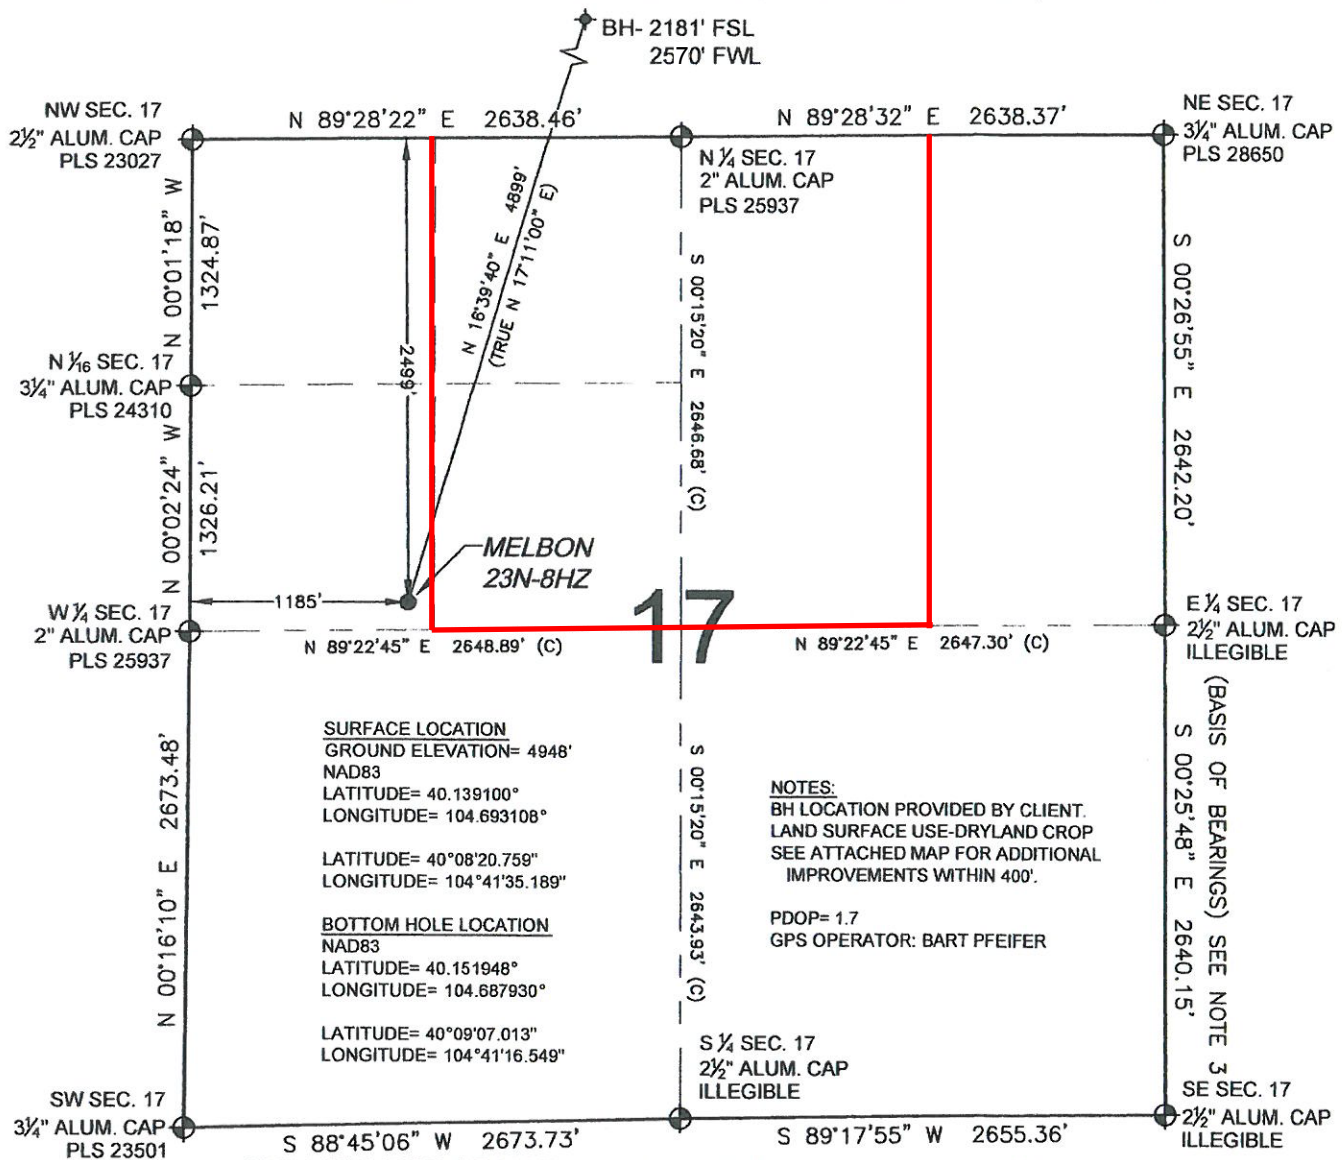 BH- 2181' FSL
2570' FWL
NW SEC. 17
2½" ALUM. CAP
PLS 23027
N 89°28'22" E 2638.46'
N 89°28'32" E 2638.37'
NE SEC. 17
3¼" ALUM. CAP
PLS 28650
N ¼ SEC. 17
2" ALUM. CAP
PLS 25937
N 00°01'18" W
1324.87'
2499'
N 16°39'40" E 4899'
(TRUE N 17°11'00" E)
S 00°15'20" E 2646.68' (C)
S 00°26'55" E 2642.20'
N 1⁄16 SEC. 17
3¼" ALUM. CAP
PLS 24310
N 00°02'24" W
1326.21'
MELBON
23N-8HZ
1185'
17
W ¼ SEC. 17
2" ALUM. CAP
PLS 25937
N 89°22'45" E 2648.89' (C)
N 89°22'45" E 2647.30' (C)
E ¼ SEC. 17
2½" ALUM. CAP
ILLEGIBLE
N 00°16'10" E 2673.48'
SURFACE LOCATION
GROUND ELEVATION= 4948'
NAD83
LATITUDE= 40.139100°
LONGITUDE= 104.693108°
LATITUDE= 40°08'20.759"
LONGITUDE= 104°41'35.189"
BOTTOM HOLE LOCATION
NAD83
LATITUDE= 40.151948°
LONGITUDE= 104.687930°
LATITUDE= 40°09'07.013"
LONGITUDE= 104°41'16.549"
S 00°15'20" E 2643.93' (C)
NOTES:
BH LOCATION PROVIDED BY CLIENT.
LAND SURFACE USE-DRYLAND CROP
SEE ATTACHED MAP FOR ADDITIONAL
IMPROVEMENTS WITHIN 400'.
PDOP= 1.7
GPS OPERATOR: BART PFEIFER
S 00°25'48" E 2640.15'
(BASIS OF BEARINGS) SEE NOTE 3
S ¼ SEC. 17
2½" ALUM. CAP
ILLEGIBLE
SW SEC. 17
3¼" ALUM. CAP
PLS 23501
S 88°45'06" W 2673.73'
S 89°17'55" W 2655.36'
SE SEC. 17
2½" ALUM. CAP
ILLEGIBLE